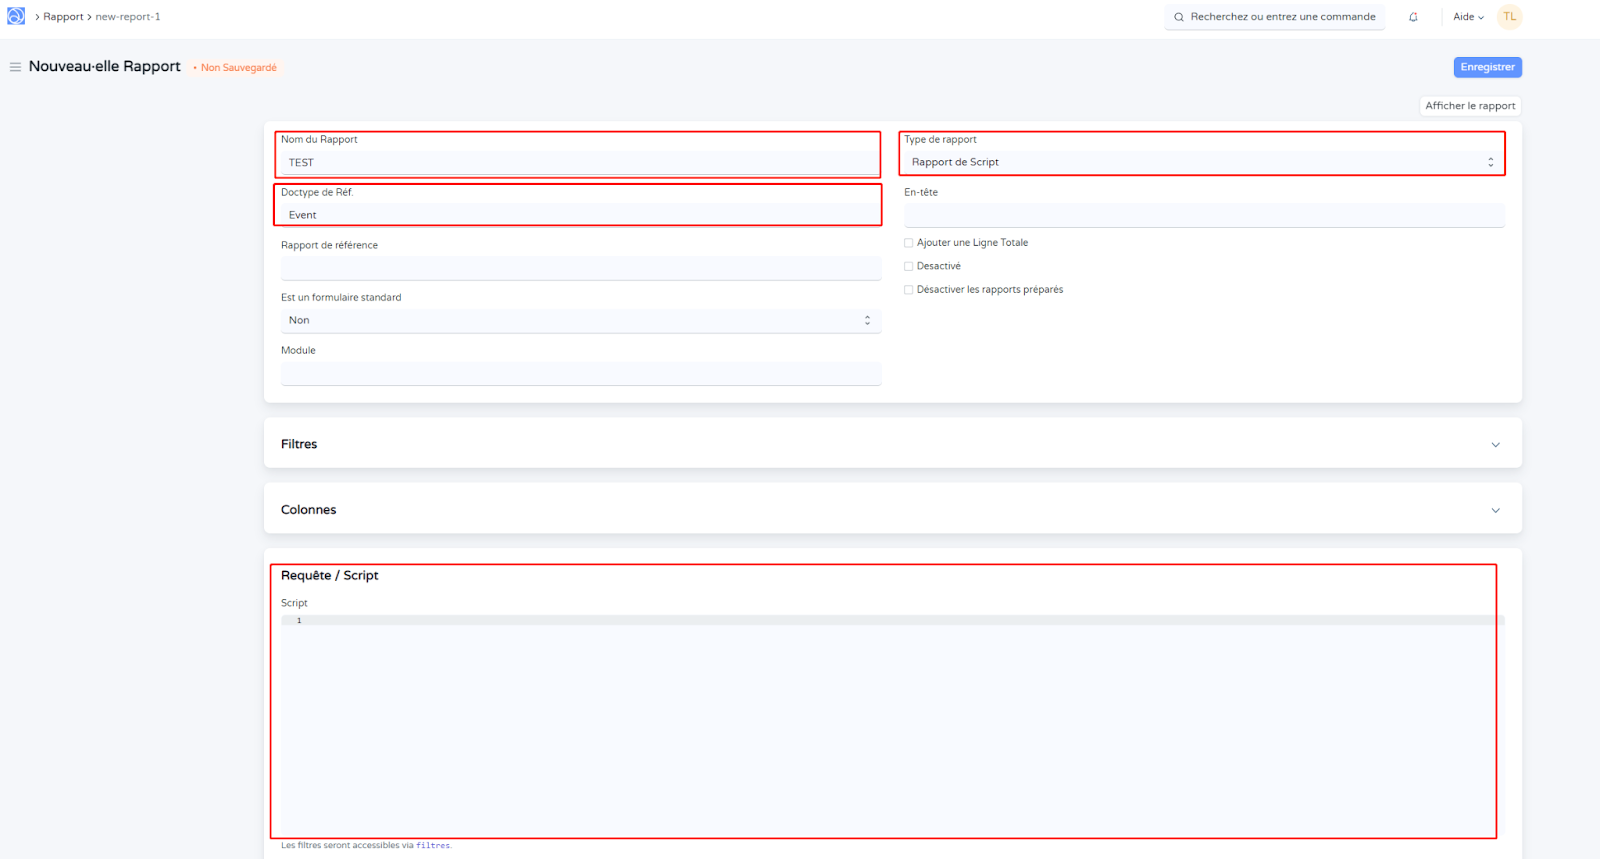 Rapport new-report-1
Recherchez ou entrez une commande
Aide
TL
Nouveau·elle Rapport
• Non Sauvegardé
Enregistrer
Afficher le rapport
Nom du Rapport
TEST
Doctype de Réf.
Event
Rapport de référence
Est un formulaire standard
Non
Module
Type de rapport
Rapport de Script
En-tête
Ajouter une Ligne Totale
Desactivé
Désactiver les rapports préparés
Filtres
Colonnes
Requête / Script
Script
1
Les filtres seront accessibles via filtres.